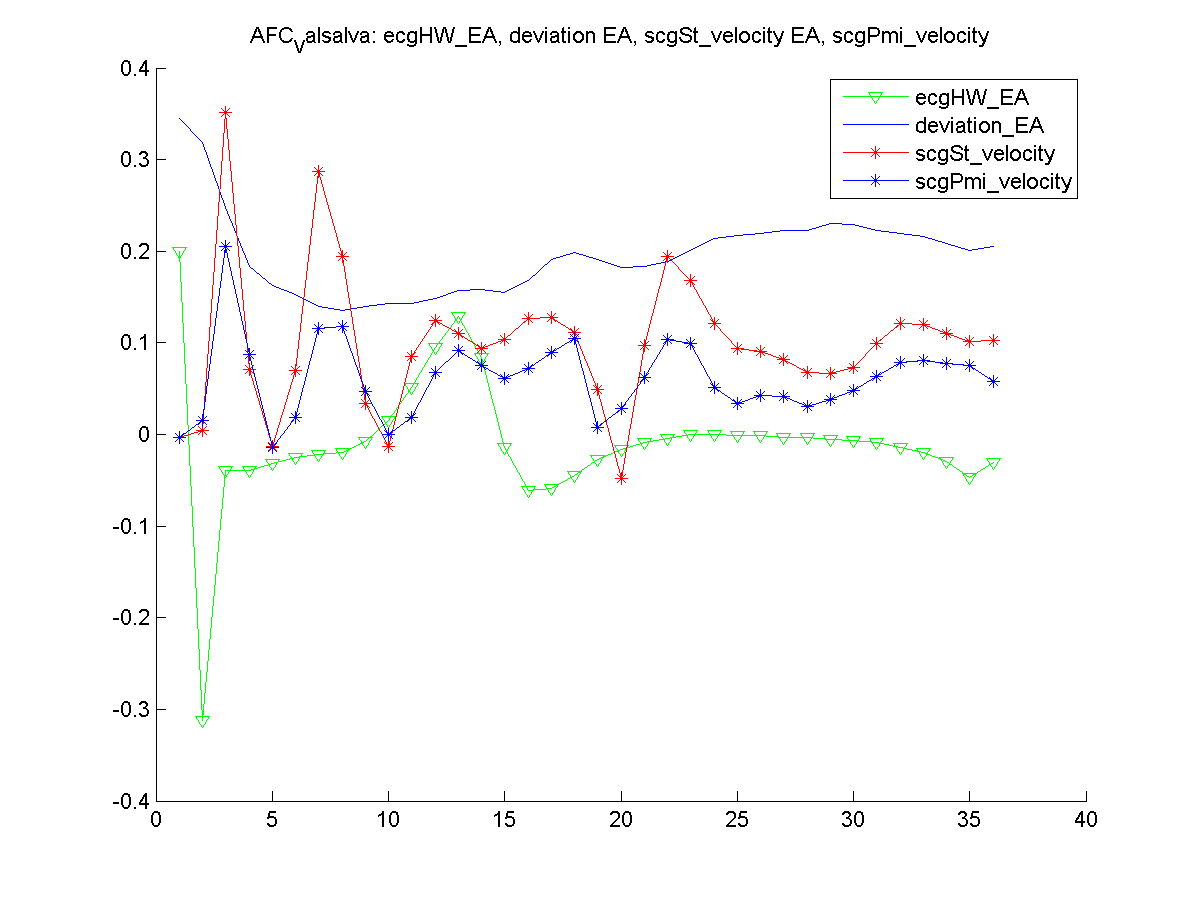 AFC_Valsalva: ecgHW_EA, deviation EA, scgSt_velocity EA, scgPmi_velocity
0.4
ecgHW_EA
deviation_EA
scgSt_velocity
scgPmi_velocity
0.3
0.2
0.1
0
-0.1
-0.2
-0.3
-0.4
0 5 10 15 20 25 30 35 40